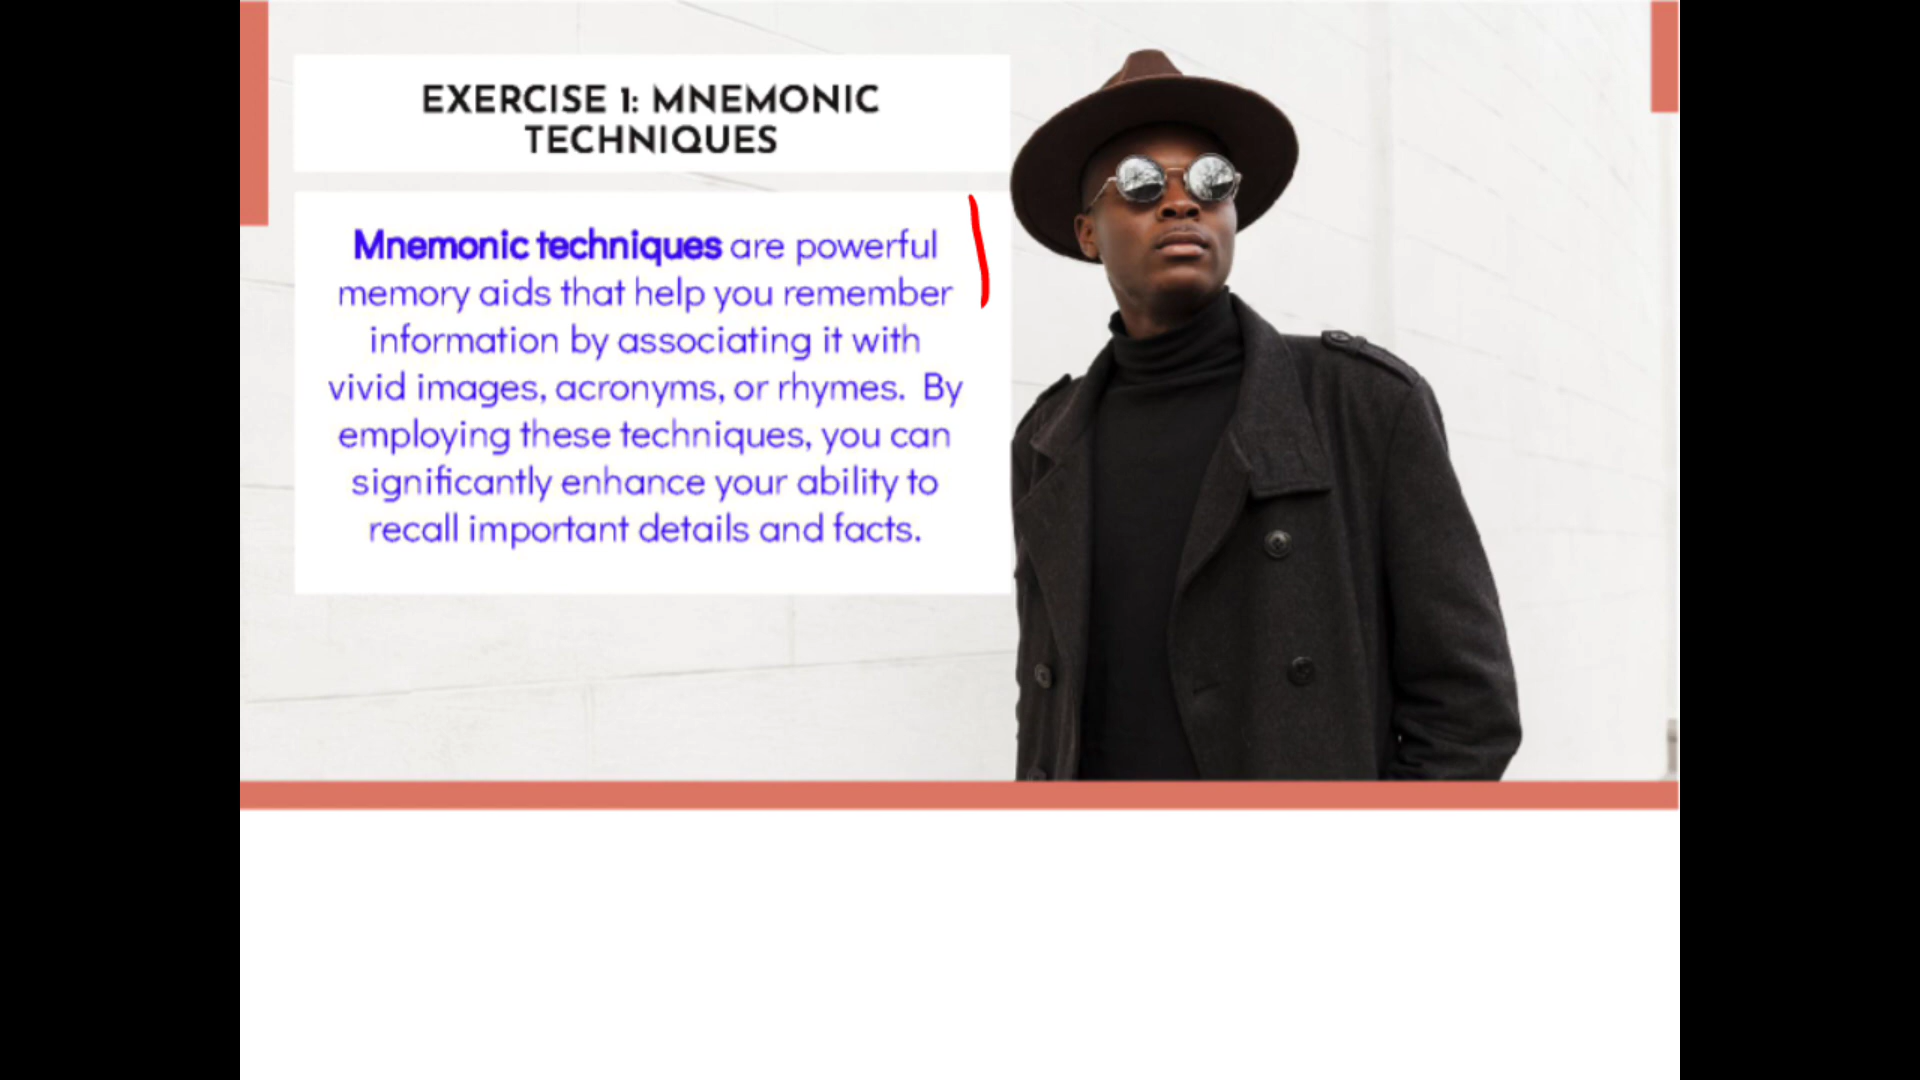 EXERCISE 1: MNEMONIC
TECHNIQUES
Mnemonic techniques are powerful
memory aids that help you remember
information by associating it with
vivid images, acronyms, or rhymes. By
employing these techniques, you can
significantly enhance your ability to
recall important details and facts.